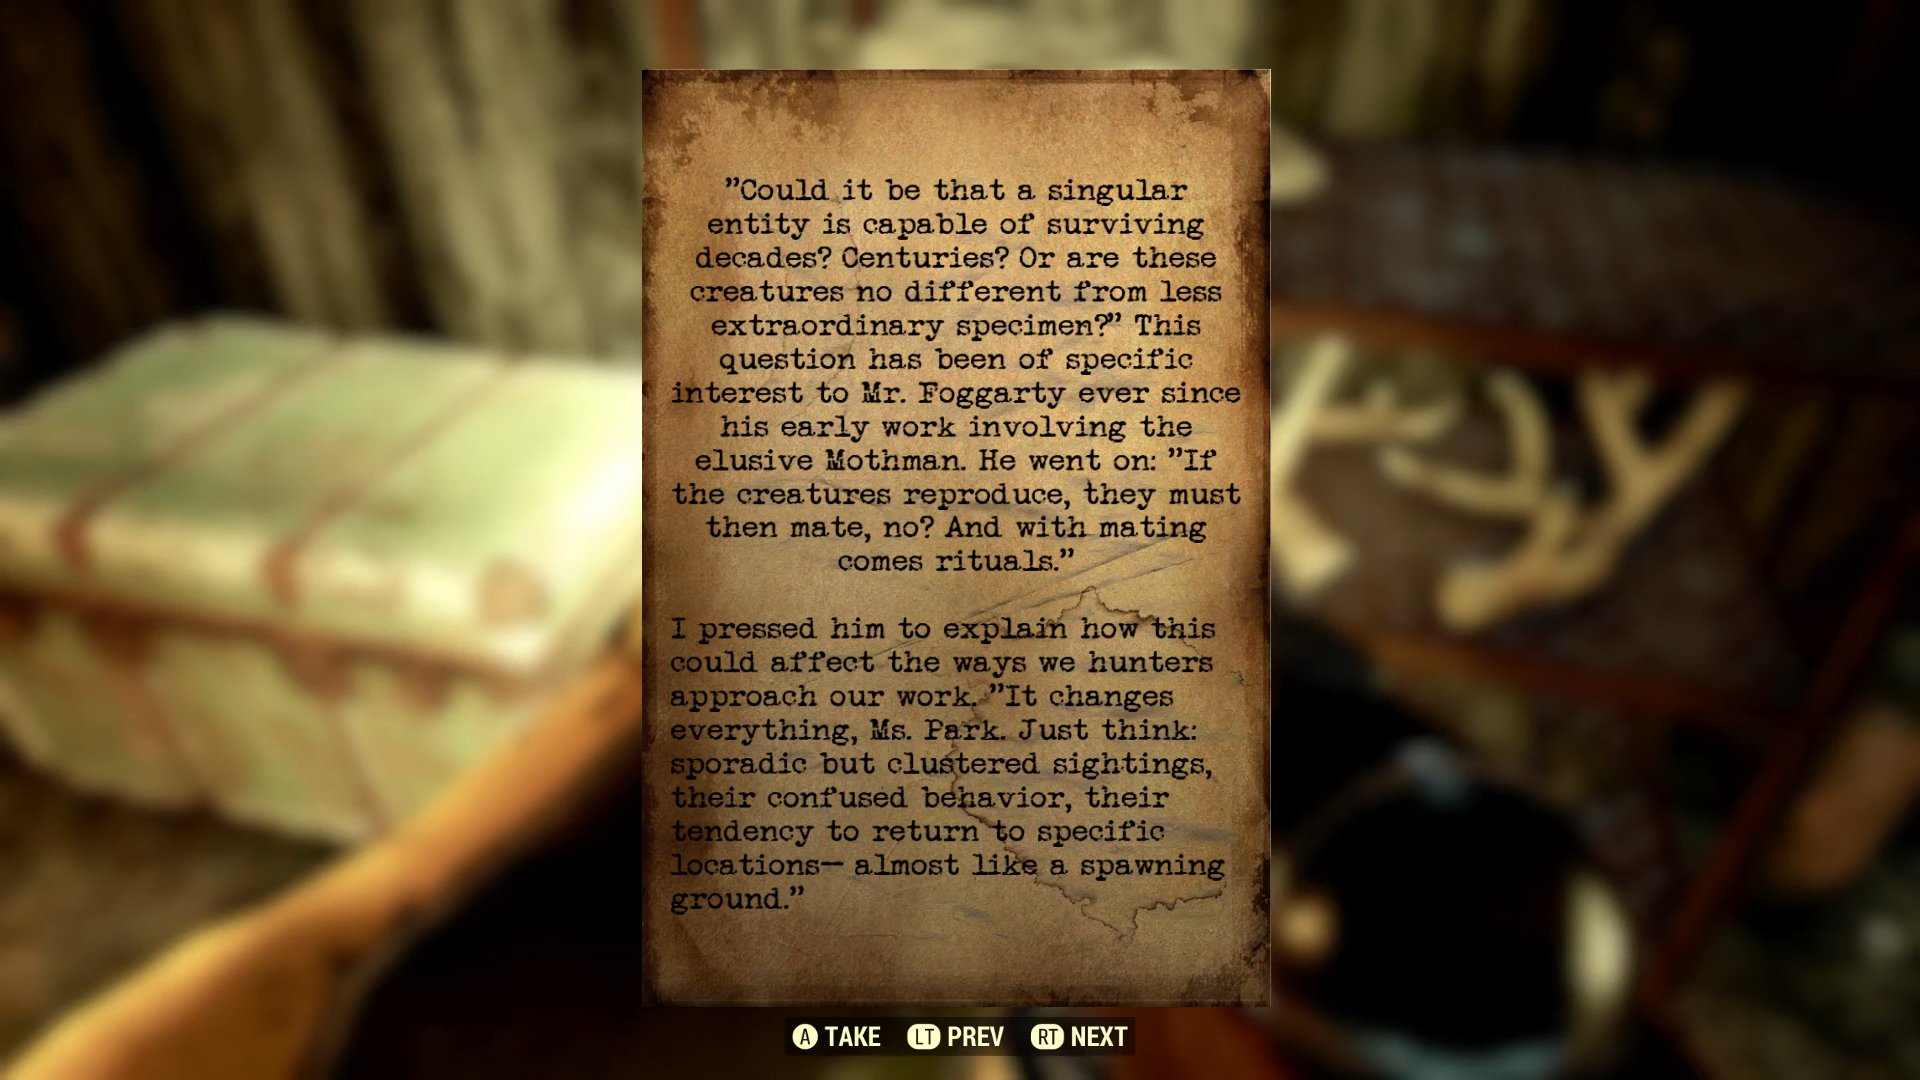 ”Could it be that a singular
entity is capable of surviving
decades? Centuries? Or are these
creatures no different from less
extraordinary specimen?” This
question has been of specific
interest to Mr. Foggarty ever since
his early work involving the
elusive Mothman. He went on: ”If
the creatures reproduce, they must
then mate, no? And with mating
comes rituals.”
I pressed him to explain how this
could affect the ways we hunters
approach our work. ”It changes
everything, Ms. Park. Just think:
sporadic but clustered sightings,
their confused behavior, their
tendency to return to specific
locations— almost like a spawning
ground.”
A TAKE LT PREV RT NEXT